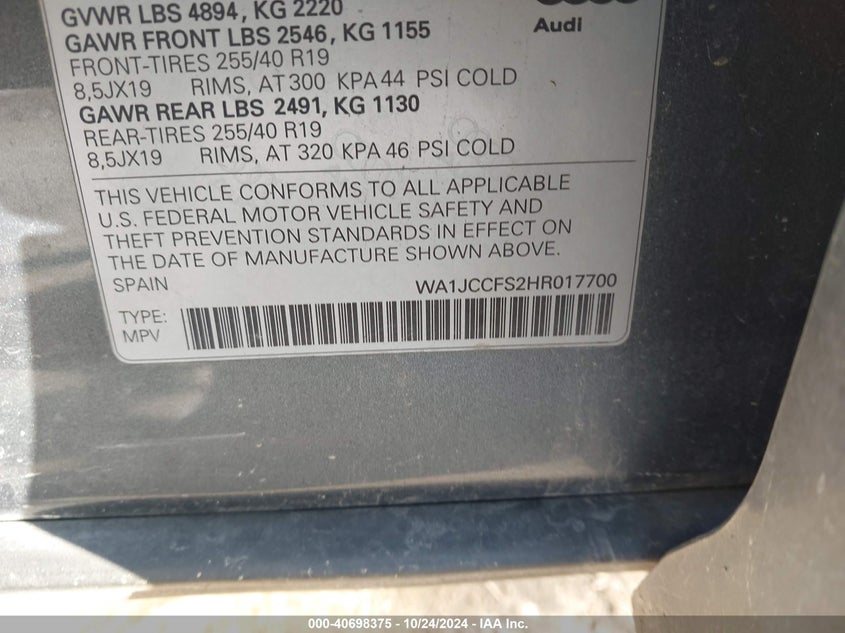 GVWR LBS 4894, KG 2220
GAWR FRONT LBS 2546, KG 1155
Audi
FRONT-TIRES 255/40 R19
8,5JX19 RIMS, AT 300 KPA 44 PSI COLD
GAWR REAR LBS 2491, KG 1130
REAR-TIRES 255/40 R19
8,5JX19 RIMS, AT 320 KPA 46 PSI COLD
THIS VEHICLE CONFORMS TO ALL APPLICABLE
U.S. FEDERAL MOTOR VEHICLE SAFETY AND
THEFT PREVENTION STANDARDS IN EFFECT ON
THE DATE OF MANUFACTURE SHOWN ABOVE.
SPAIN WA1JCCFS2HR017700
TYPE:
MPV
000-40698375 - 10/24/2024 - IAA Inc.